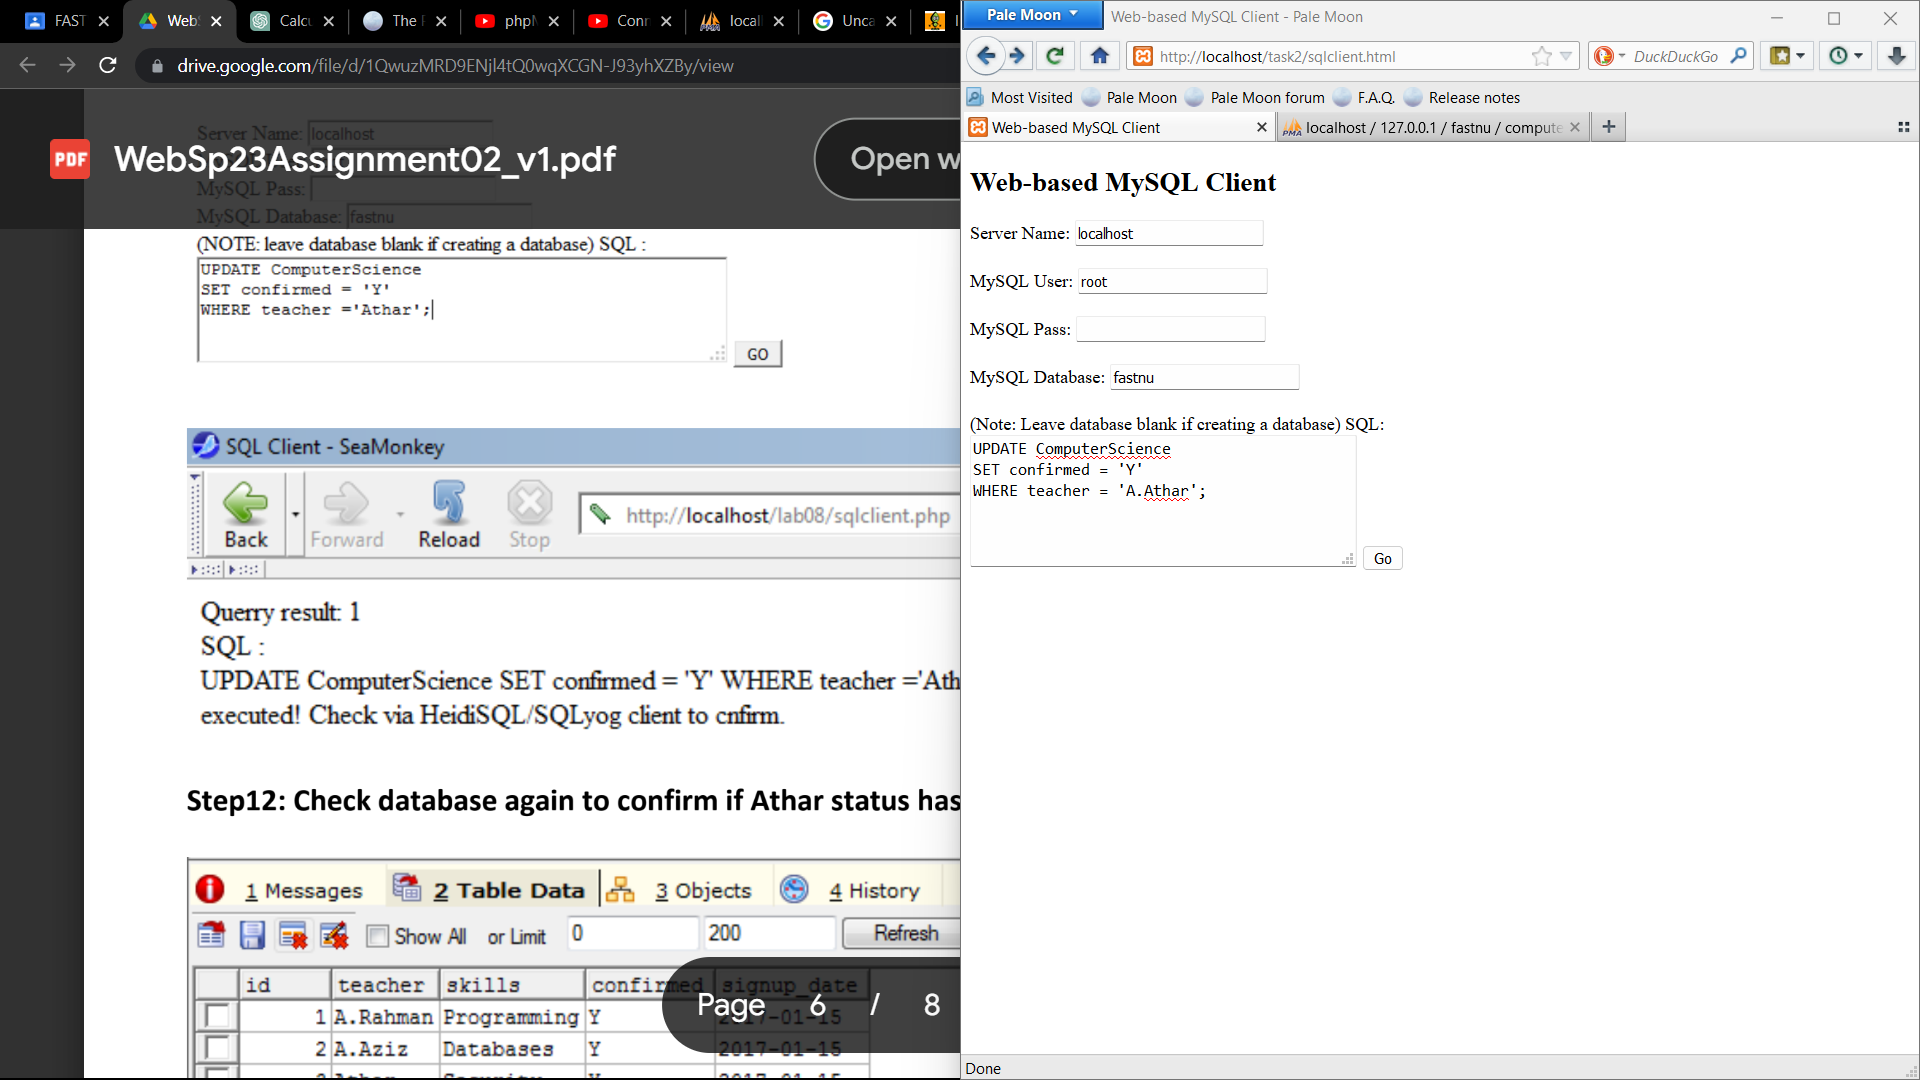 FAST
Web
Calcu
The F
phpM
Conn
locall
Unca
drive.google.com/file/d/1QwuzMRD9ENjl4tQ0wqXCGN-J93yhXZBy/view
PDF
WebSp23Assignment02_v1.pdf
Open w
Server Name: localhost
MySQL Pass:
MySQL Database: fastnu
(NOTE: leave database blank if creating a database) SQL :
UPDATE ComputerScience
SET confirmed = 'Y'
WHERE teacher ='Athar';
GO
SQL Client - SeaMonkey
Back
Forward
Reload
Stop
http://localhost/lab08/sqlclient.php
Querry result: 1
SQL :
UPDATE ComputerScience SET confirmed = 'Y' WHERE teacher ='Ath
executed! Check via HeidiSQL/SQLyog client to cnfirm.
Step12: Check database again to confirm if Athar status has
1 Messages
2 Table Data
3 Objects
4 History
Show All or Limit 0 200 Refresh
id teacher skills confirmed signup_date
1 A.Rahman Programming Y 2017-01-15
2 A.Aziz Databases Y 2017-01-15
Page 6 / 8
Pale Moon
Web-based MySQL Client - Pale Moon
http://localhost/task2/sqlclient.html
DuckDuckGo
Most Visited
Pale Moon
Pale Moon forum
F.A.Q.
Release notes
Web-based MySQL Client
PMA
localhost / 127.0.0.1 / fastnu / compute
Web-based MySQL Client
Server Name: localhost
MySQL User: root
MySQL Pass:
MySQL Database: fastnu
(Note: Leave database blank if creating a database) SQL:
UPDATE ComputerScience
SET confirmed = 'Y'
WHERE teacher = 'A.Athar';
Go
Done